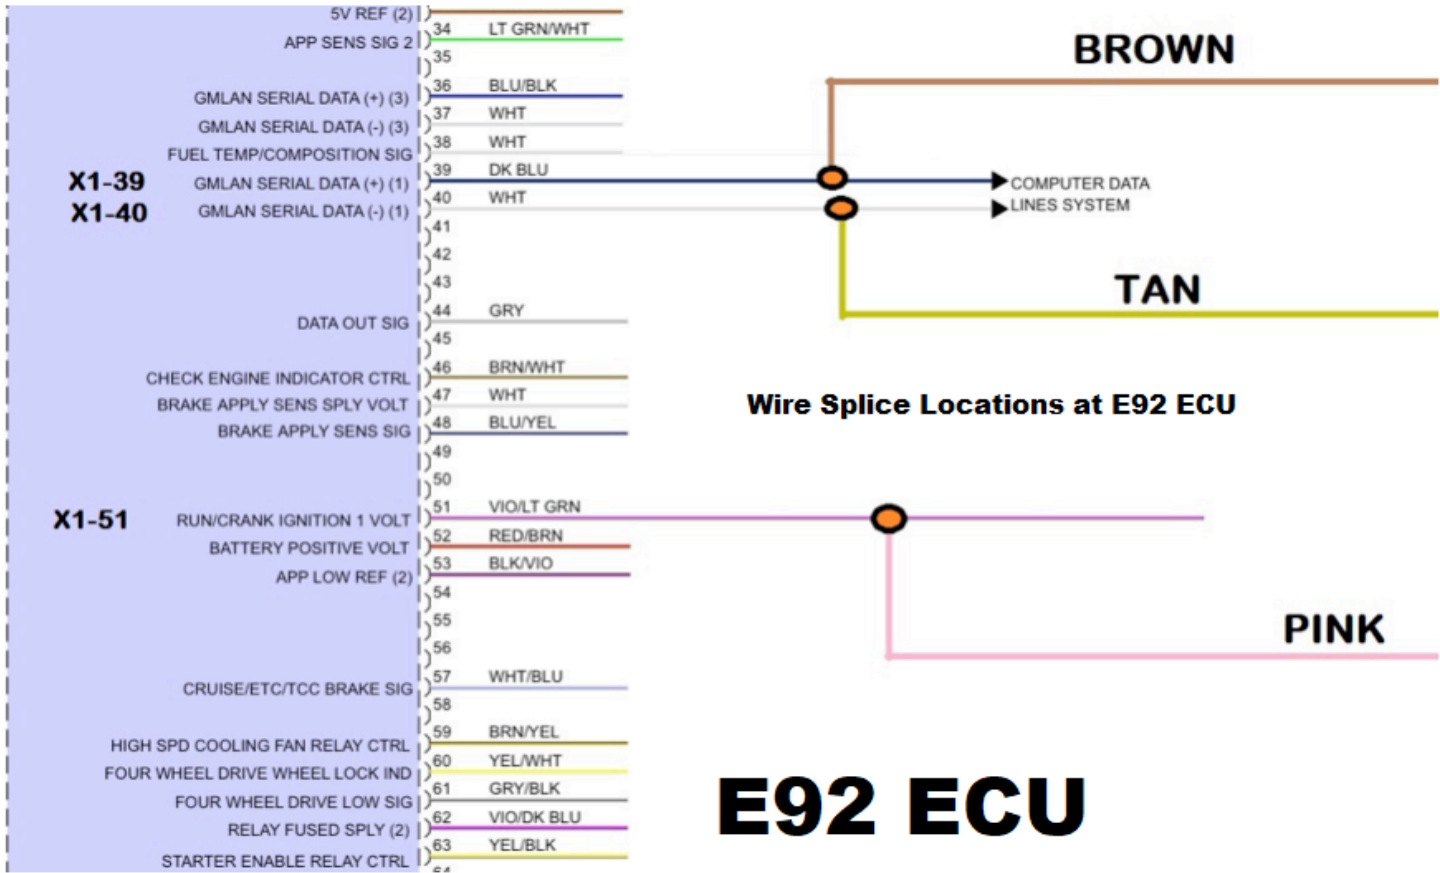 5V REF (2)
34 LT GRN/WHT
APP SENS SIG 2
35
36 BLU/BLK
GMLAN SERIAL DATA (+) (3)
37 WHT
GMLAN SERIAL DATA (-) (3)
38 WHT
FUEL TEMP/COMPOSITION SIG
39 DK BLU
X1-39 GMLAN SERIAL DATA (+) (1)
40 WHT
X1-40 GMLAN SERIAL DATA (-) (1)
41
42
43
44 GRY
DATA OUT SIG
45
46 BRN/WHT
CHECK ENGINE INDICATOR CTRL
47 WHT
BRAKE APPLY SENS SPLY VOLT
48 BLU/YEL
BRAKE APPLY SENS SIG
49
50
51 VIO/LT GRN
X1-51 RUN/CRANK IGNITION 1 VOLT
52 RED/BRN
BATTERY POSITIVE VOLT
53 BLK/VIO
APP LOW REF (2)
54
55
56
57 WHT/BLU
CRUISE/ETC/TCC BRAKE SIG
58
59 BRN/YEL
HIGH SPD COOLING FAN RELAY CTRL
60 YEL/WHT
FOUR WHEEL DRIVE WHEEL LOCK IND
61 GRY/BLK
FOUR WHEEL DRIVE LOW SIG
62 VIO/DK BLU
RELAY FUSED SPLY (2)
63 YEL/BLK
STARTER ENABLE RELAY CTRL
BROWN
COMPUTER DATA
LINES SYSTEM
TAN
Wire Splice Locations at E92 ECU
PINK
E92 ECU